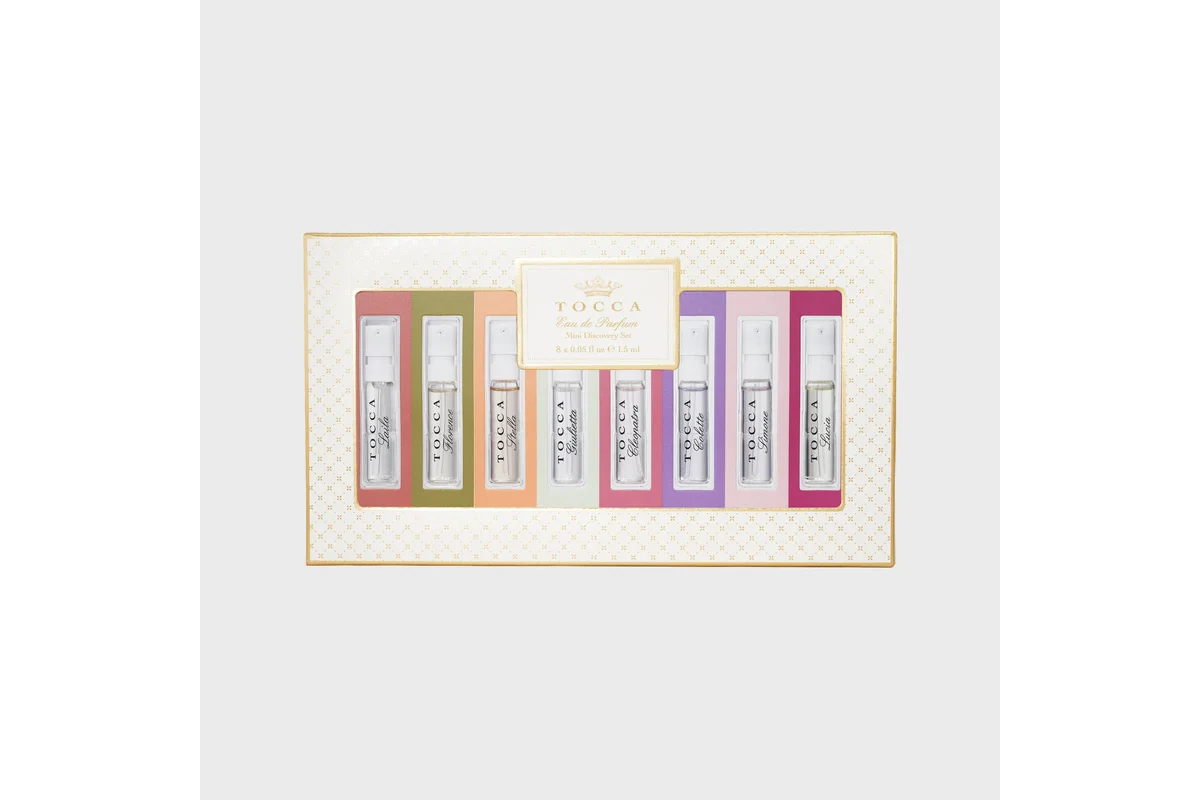 TOCCA
Eau de Parfum
Mini Discovery Set
8 x 0.05 fl oz ℮ 1.5 ml
TOCCA
Laila
TOCCA
Florence
TOCCA
Stella
TOCCA
Giulietta
TOCCA
Cleopatra
TOCCA
Colette
TOCCA
Simone
TOCCA
Lucia